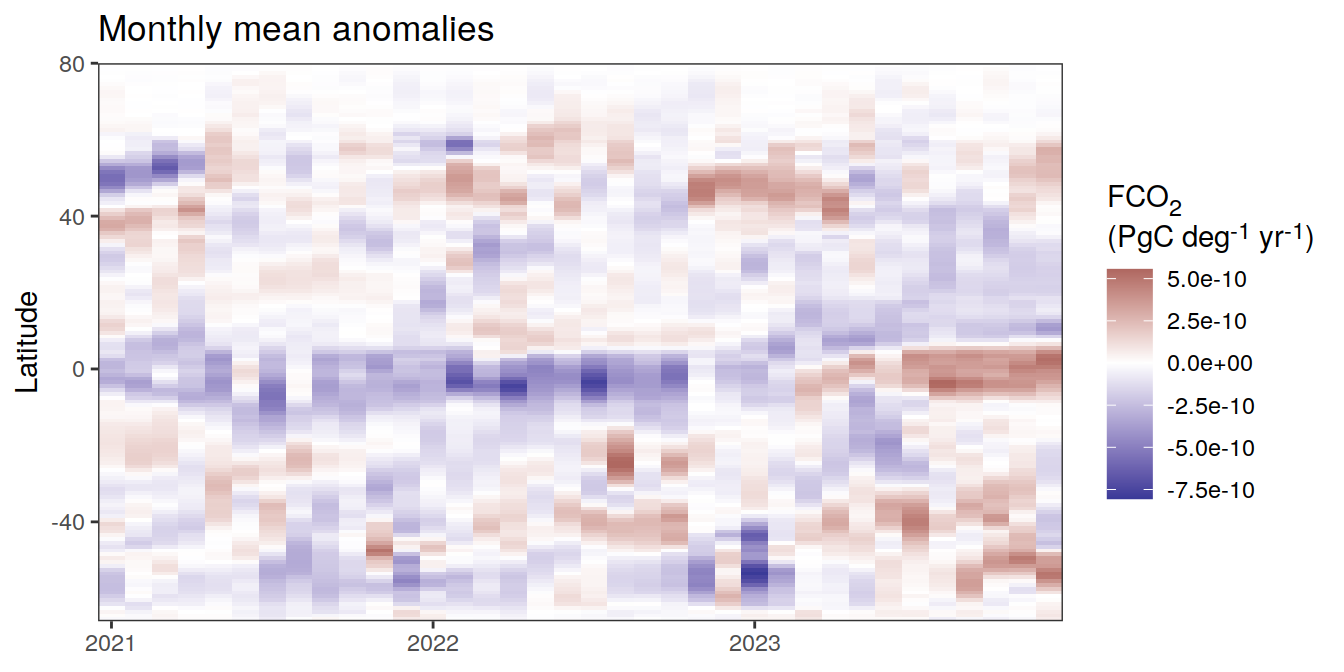 Monthly mean anomalies
80
40
0
-40
Latitude
2021 2022 2023
FCO₂
(PgC deg⁻¹ yr⁻¹)
5.0e-10
2.5e-10
0.0e+00
-2.5e-10
-5.0e-10
-7.5e-10